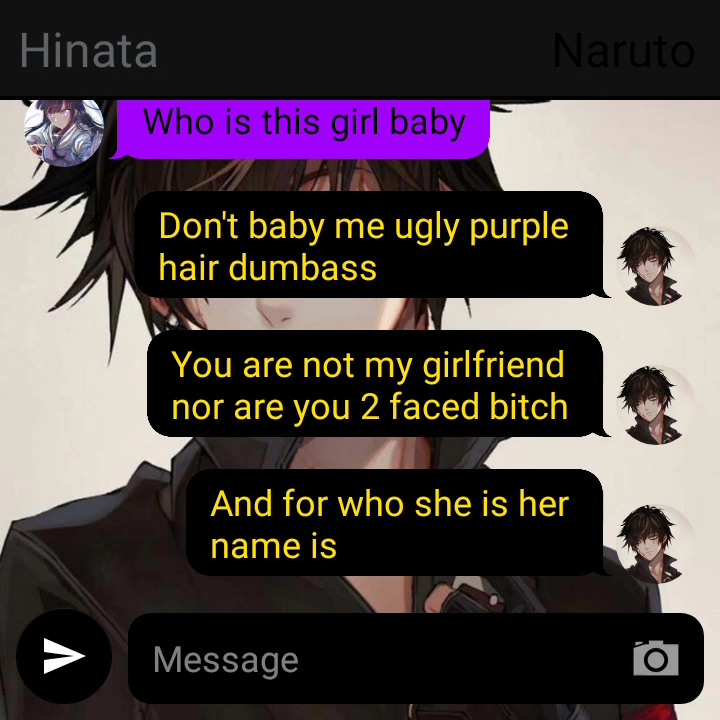 Hinata Naruto
Who is this girl baby
Don't baby me ugly purple
hair dumbass
You are not my girlfriend
nor are you 2 faced bitch
And for who she is her
name is
Message